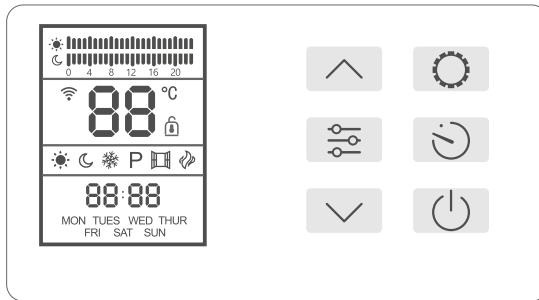 0 4 8 12 16 20
88 °C
P
88:88
MON TUES WED THUR
FRI SAT SUN